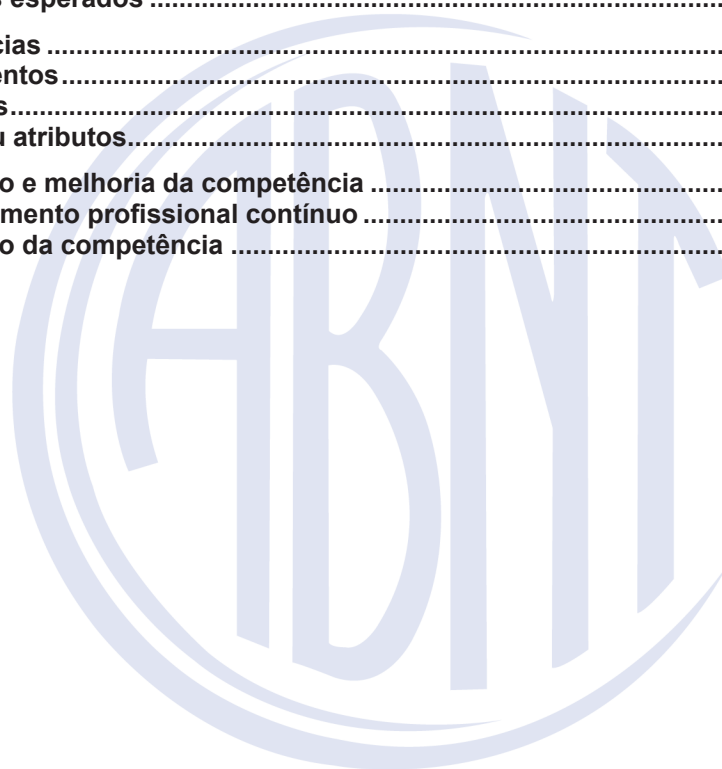 s esperados
cias
entos
s
u atributos
o e melhoria da competência
mento profissional contínuo
o da competência
ABNT